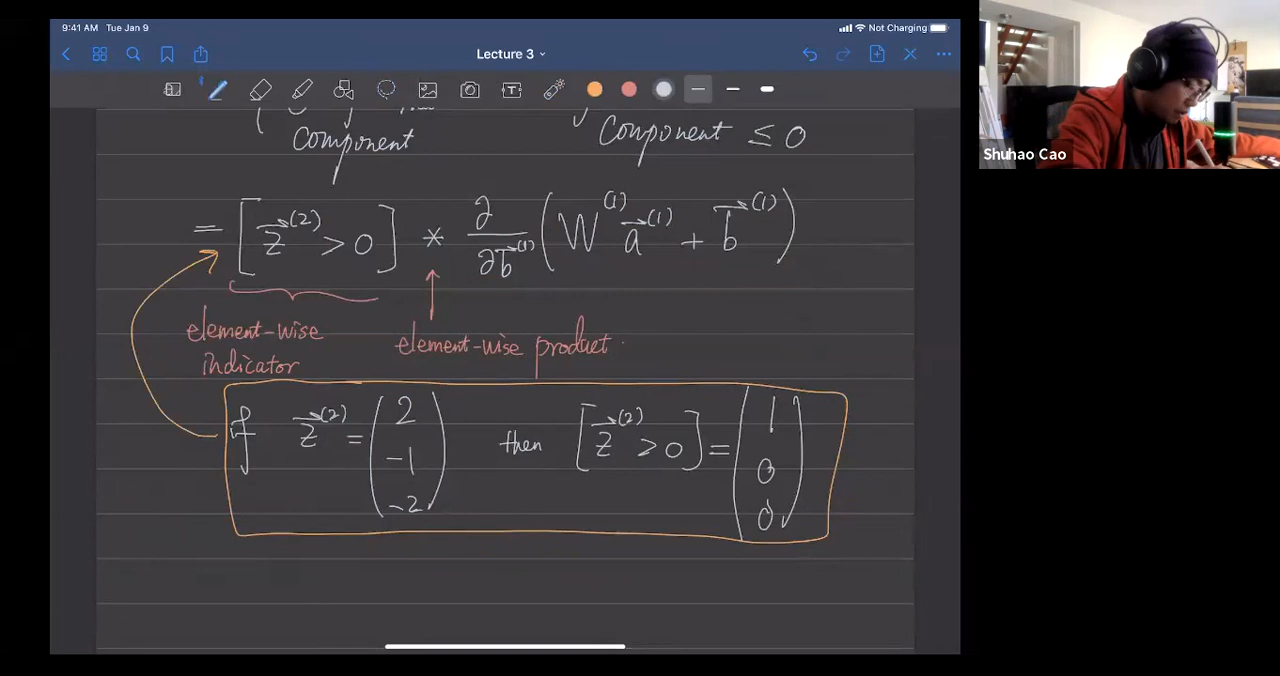 9:41 AM Tue Jan 9
Not Charging
Lecture 3
Component
Component ≤ 0
= [z⃗⁽²⁾ > 0] * ∂/∂b⃗⁽¹⁾ (W⁽¹⁾ a⃗⁽¹⁾ + b⃗⁽¹⁾)
element-wise indicator
element-wise product
if z⃗⁽²⁾ = (2 -1 -2) then [z⃗⁽²⁾ > 0] = (1 0 0)
Shuhao Cao